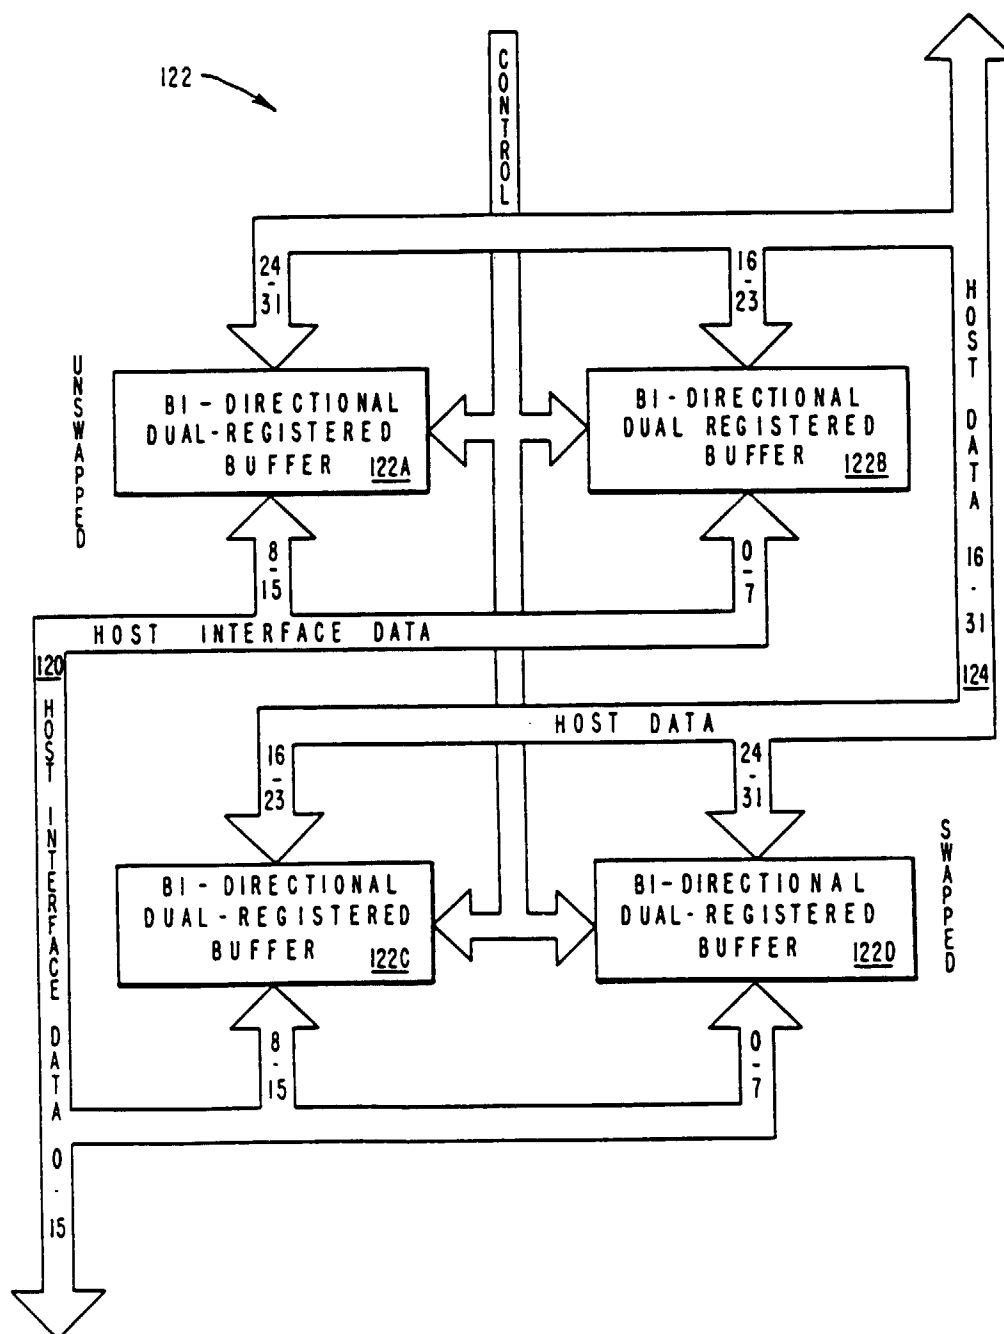 122
CONTROL
24
-
31
16
-
23
UNSWAPPED
BI-DIRECTIONAL
DUAL-REGISTERED
BUFFER 122A
BI-DIRECTIONAL
DUAL REGISTERED
BUFFER 122B
HOST DATA 16-31
124
8
-
15
0
-
7
HOST INTERFACE DATA
120
HOST INTERFACE DATA 0-15
HOST DATA
16
-
23
24
-
31
SWAPPED
BI-DIRECTIONAL
DUAL-REGISTERED
BUFFER 122C
BI-DIRECTIONAL
DUAL-REGISTERED
BUFFER 122D
8
-
15
0
-
7